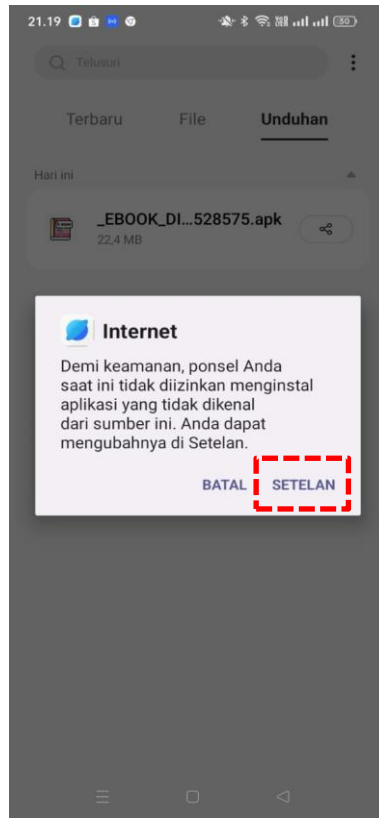 21.19
30
Telusuri
Terbaru File Unduhan
Hari ini
_EBOOK_DI...528575.apk
22,4 MB
Internet
Demi keamanan, ponsel Anda
saat ini tidak diizinkan menginstal
aplikasi yang tidak dikenal
dari sumber ini. Anda dapat
mengubahnya di Setelan.
BATAL SETELAN